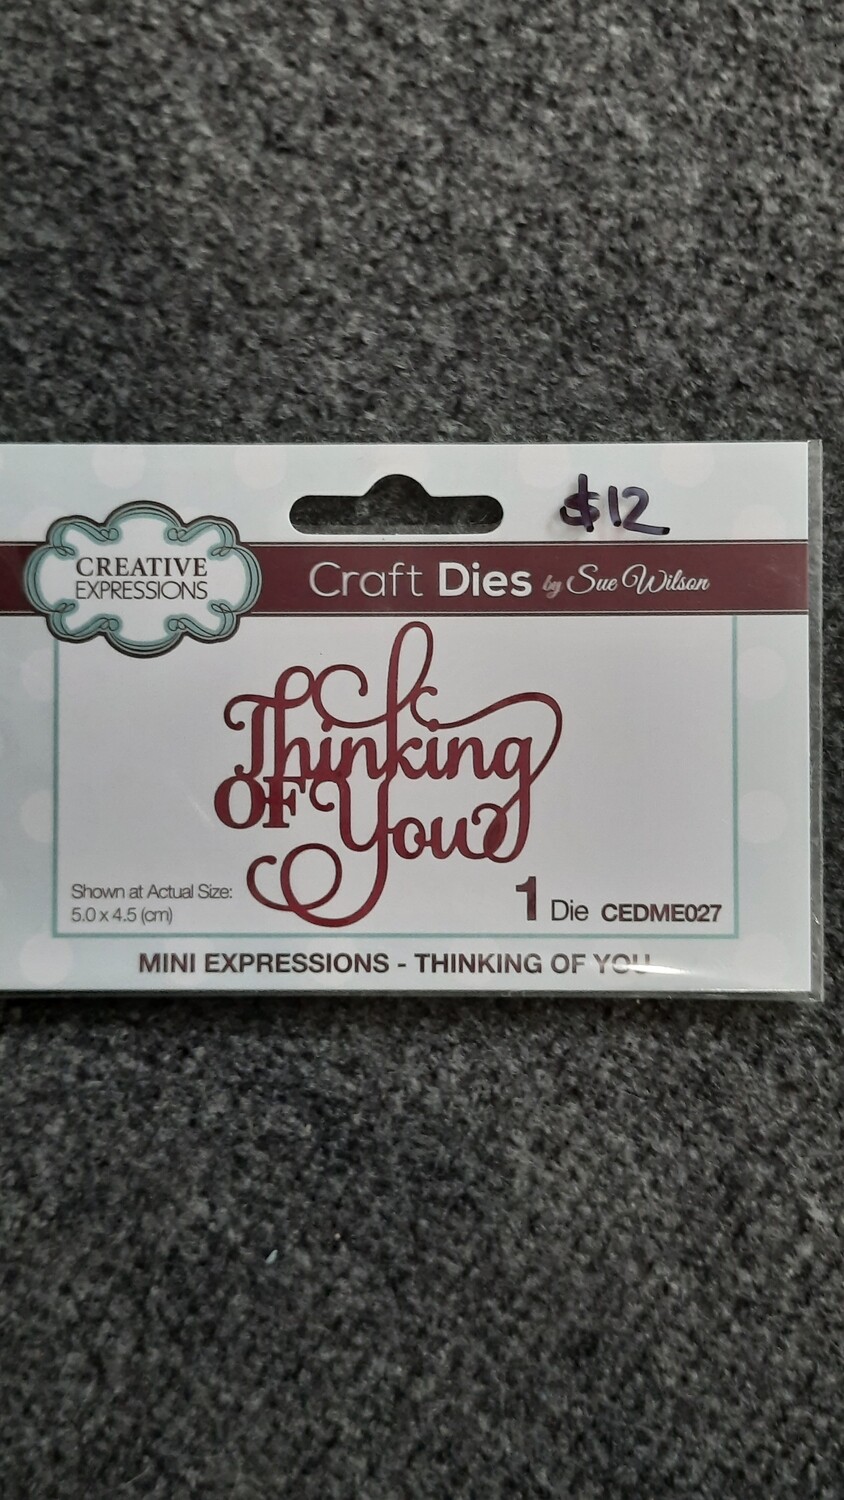 $12
CREATIVE
EXPRESSIONS
Craft Dies by Sue Wilson
Thinking
OF You
Shown at Actual Size:
5.0 x 4.5 (cm)
1 Die CEDME027
MINI EXPRESSIONS - THINKING OF YOU